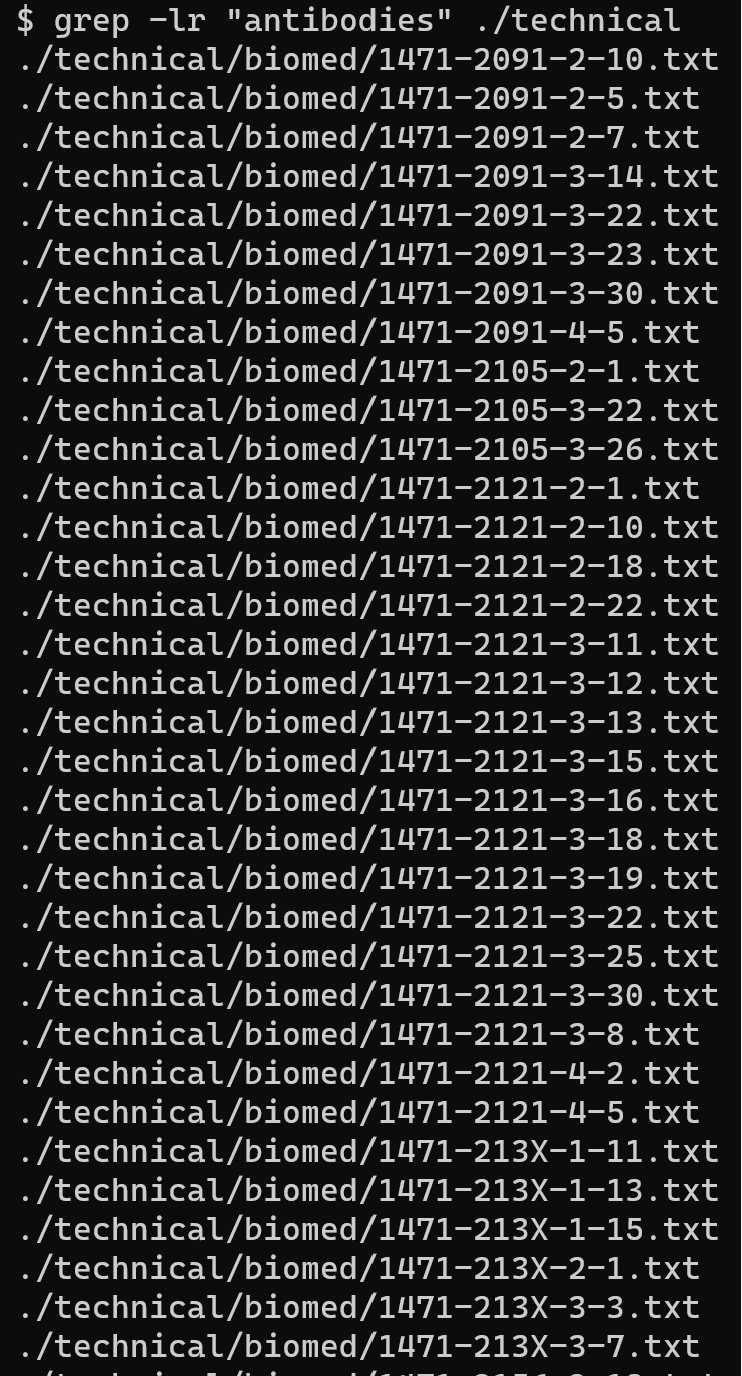 $ grep -lr "antibodies" ./technical
./technical/biomed/1471-2091-2-10.txt
./technical/biomed/1471-2091-2-5.txt
./technical/biomed/1471-2091-2-7.txt
./technical/biomed/1471-2091-3-14.txt
./technical/biomed/1471-2091-3-22.txt
./technical/biomed/1471-2091-3-23.txt
./technical/biomed/1471-2091-3-30.txt
./technical/biomed/1471-2091-4-5.txt
./technical/biomed/1471-2105-2-1.txt
./technical/biomed/1471-2105-3-22.txt
./technical/biomed/1471-2105-3-26.txt
./technical/biomed/1471-2121-2-1.txt
./technical/biomed/1471-2121-2-10.txt
./technical/biomed/1471-2121-2-18.txt
./technical/biomed/1471-2121-2-22.txt
./technical/biomed/1471-2121-3-11.txt
./technical/biomed/1471-2121-3-12.txt
./technical/biomed/1471-2121-3-13.txt
./technical/biomed/1471-2121-3-15.txt
./technical/biomed/1471-2121-3-16.txt
./technical/biomed/1471-2121-3-18.txt
./technical/biomed/1471-2121-3-19.txt
./technical/biomed/1471-2121-3-22.txt
./technical/biomed/1471-2121-3-25.txt
./technical/biomed/1471-2121-3-30.txt
./technical/biomed/1471-2121-3-8.txt
./technical/biomed/1471-2121-4-2.txt
./technical/biomed/1471-2121-4-5.txt
./technical/biomed/1471-213X-1-11.txt
./technical/biomed/1471-213X-1-13.txt
./technical/biomed/1471-213X-1-15.txt
./technical/biomed/1471-213X-2-1.txt
./technical/biomed/1471-213X-3-3.txt
./technical/biomed/1471-213X-3-7.txt